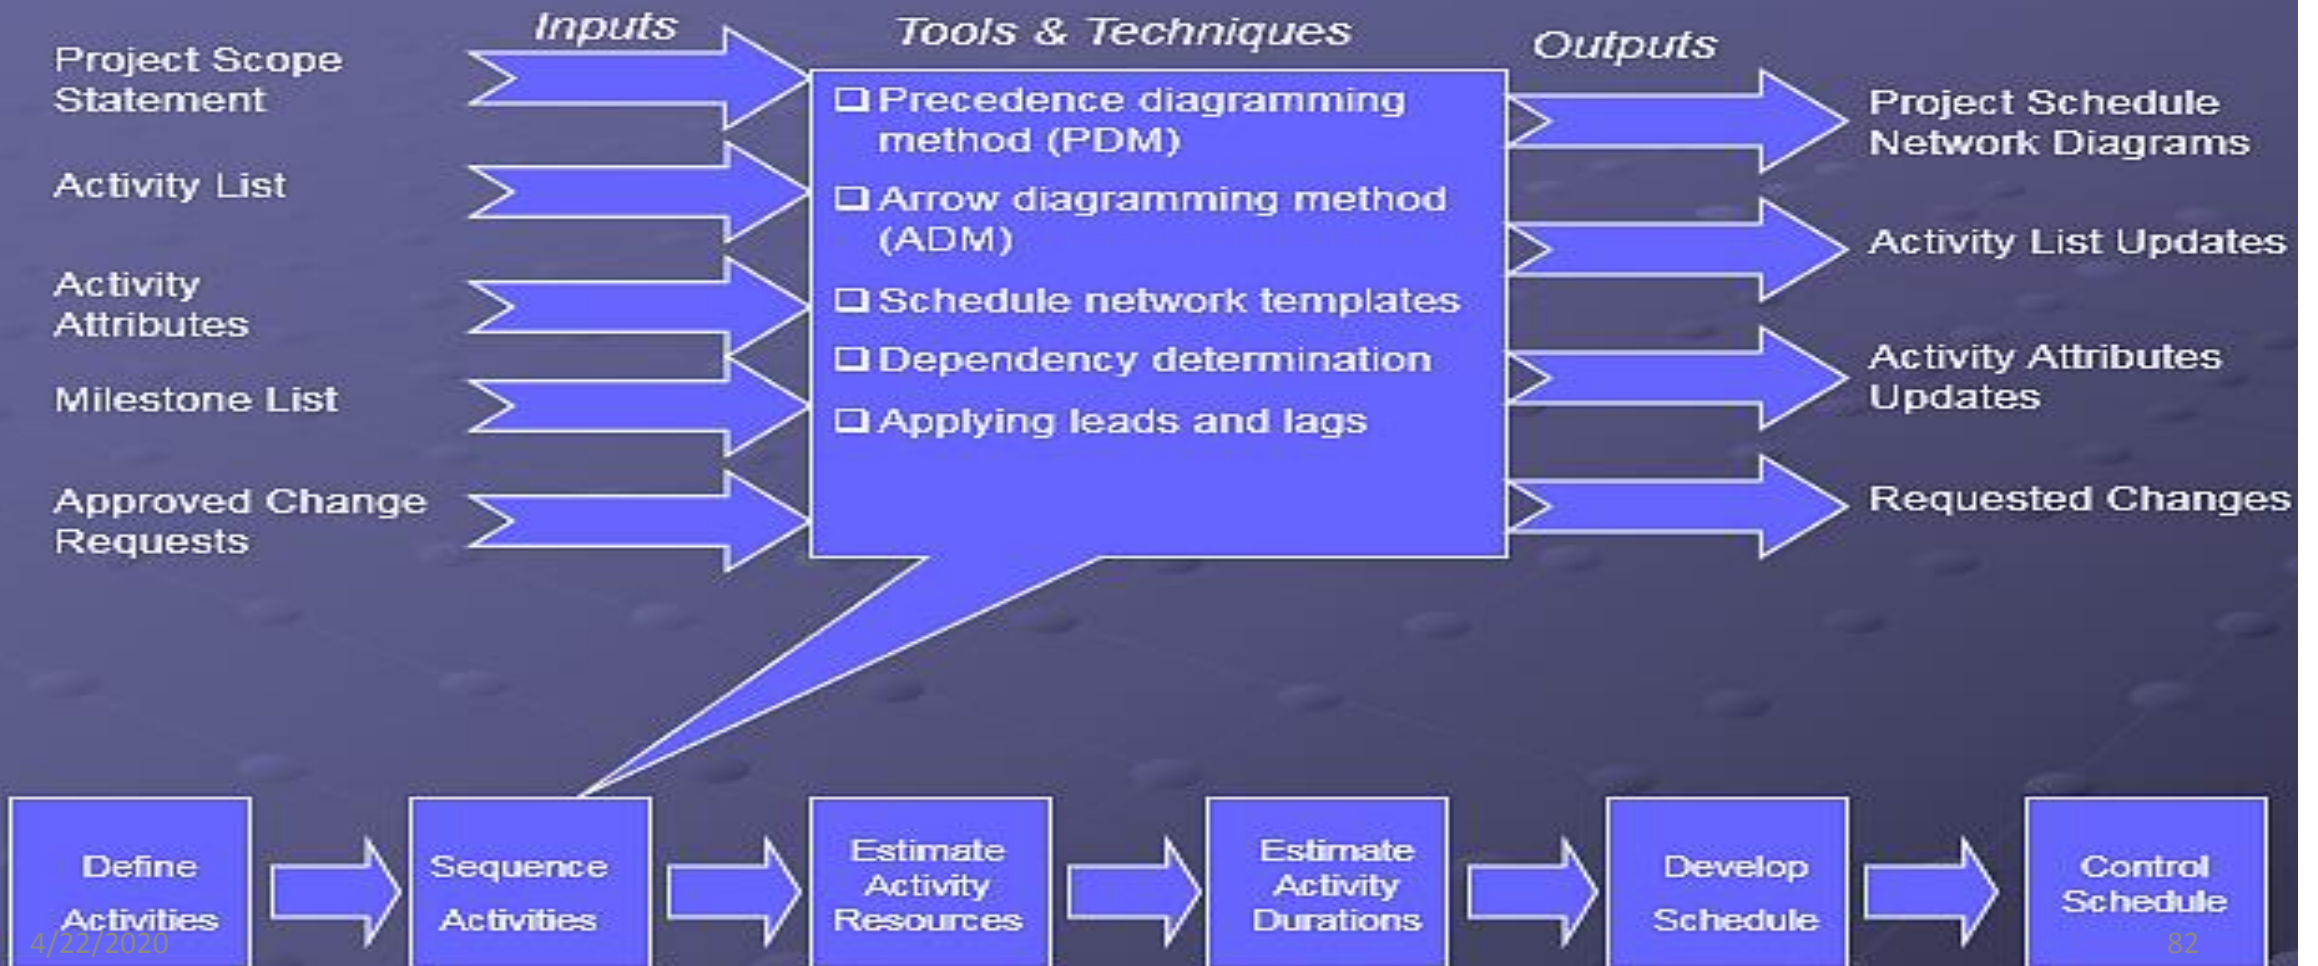 Inputs
Tools & Techniques
Outputs
Project Scope
Statement
Activity List
Activity
Attributes
Milestone List
Approved Change
Requests
❑ Precedence diagramming
method (PDM)
❑ Arrow diagramming method
(ADM)
❑ Schedule network templates
❑ Dependency determination
❑ Applying leads and lags
Project Schedule
Network Diagrams
Activity List Updates
Activity Attributes
Updates
Requested Changes
Define
Activities
Sequence
Activities
Estimate
Activity
Resources
Estimate
Activity
Durations
Develop
Schedule
Control
Schedule
4/22/2020
82